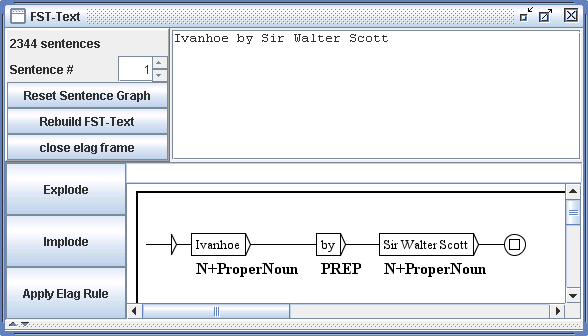 FST-Text
2344 sentences
Sentence # 1
Reset Sentence Graph
Rebuild FST-Text
close elag frame
Ivanhoe by Sir Walter Scott
Explode
Implode
Apply Elag Rule
Ivanhoe by Sir Walter Scott
N+ProperNoun PREP N+ProperNoun